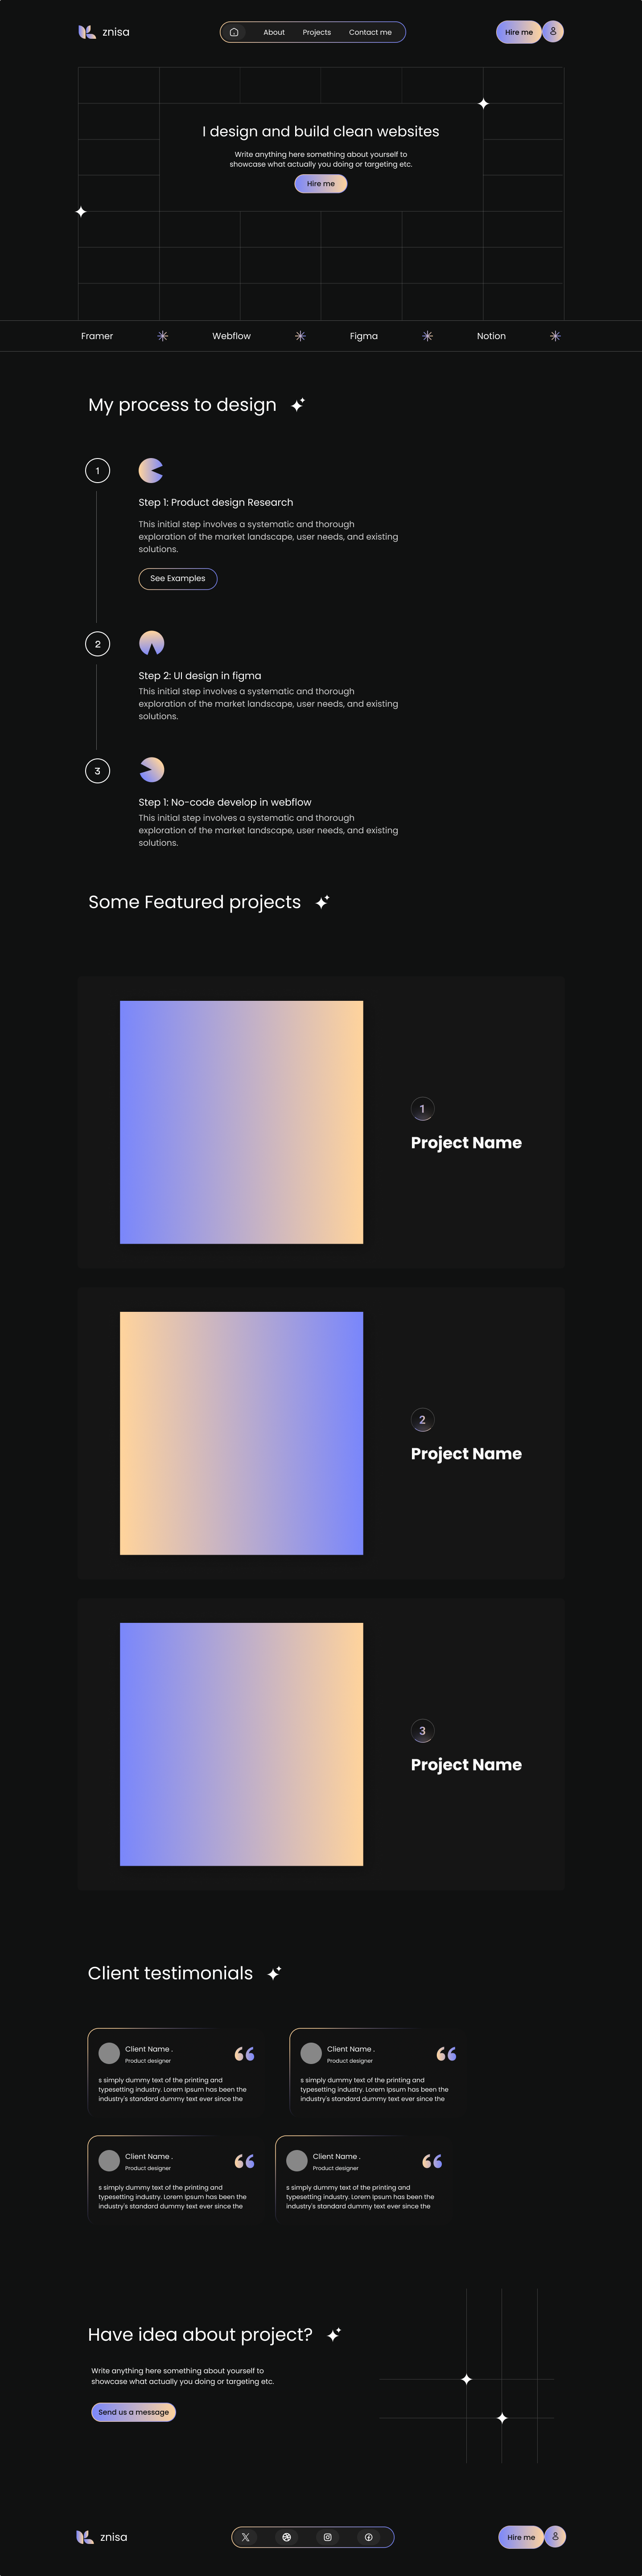 znisa
About
Projects
Contact me
Hire me
I design and build clean websites
Write anything here something about yourself to
showcase what actually you doing or targeting etc.
Hire me
Framer
Webflow
Figma
Notion
My process to design
1
Step 1: Product design Research
This initial step involves a systematic and thorough
exploration of the market landscape, user needs, and existing
solutions.
See Examples
2
Step 2: UI design in figma
This initial step involves a systematic and thorough
exploration of the market landscape, user needs, and existing
solutions.
3
Step 1: No-code develop in webflow
This initial step involves a systematic and thorough
exploration of the market landscape, user needs, and existing
solutions.
Some Featured projects
1
Project Name
2
Project Name
3
Project Name
Client testimonials
Client Name .
Product designer
s simply dummy text of the printing and
typesetting industry. Lorem Ipsum has been the
industry's standard dummy text ever since the
Client Name .
Product designer
s simply dummy text of the printing and
typesetting industry. Lorem Ipsum has been the
industry's standard dummy text ever since the
Client Name .
Product designer
s simply dummy text of the printing and
typesetting industry. Lorem Ipsum has been the
industry's standard dummy text ever since the
Client Name .
Product designer
s simply dummy text of the printing and
typesetting industry. Lorem Ipsum has been the
industry's standard dummy text ever since the
Have idea about project?
Write anything here something about yourself to
showcase what actually you doing or targeting etc.
Send us a message
znisa
Hire me